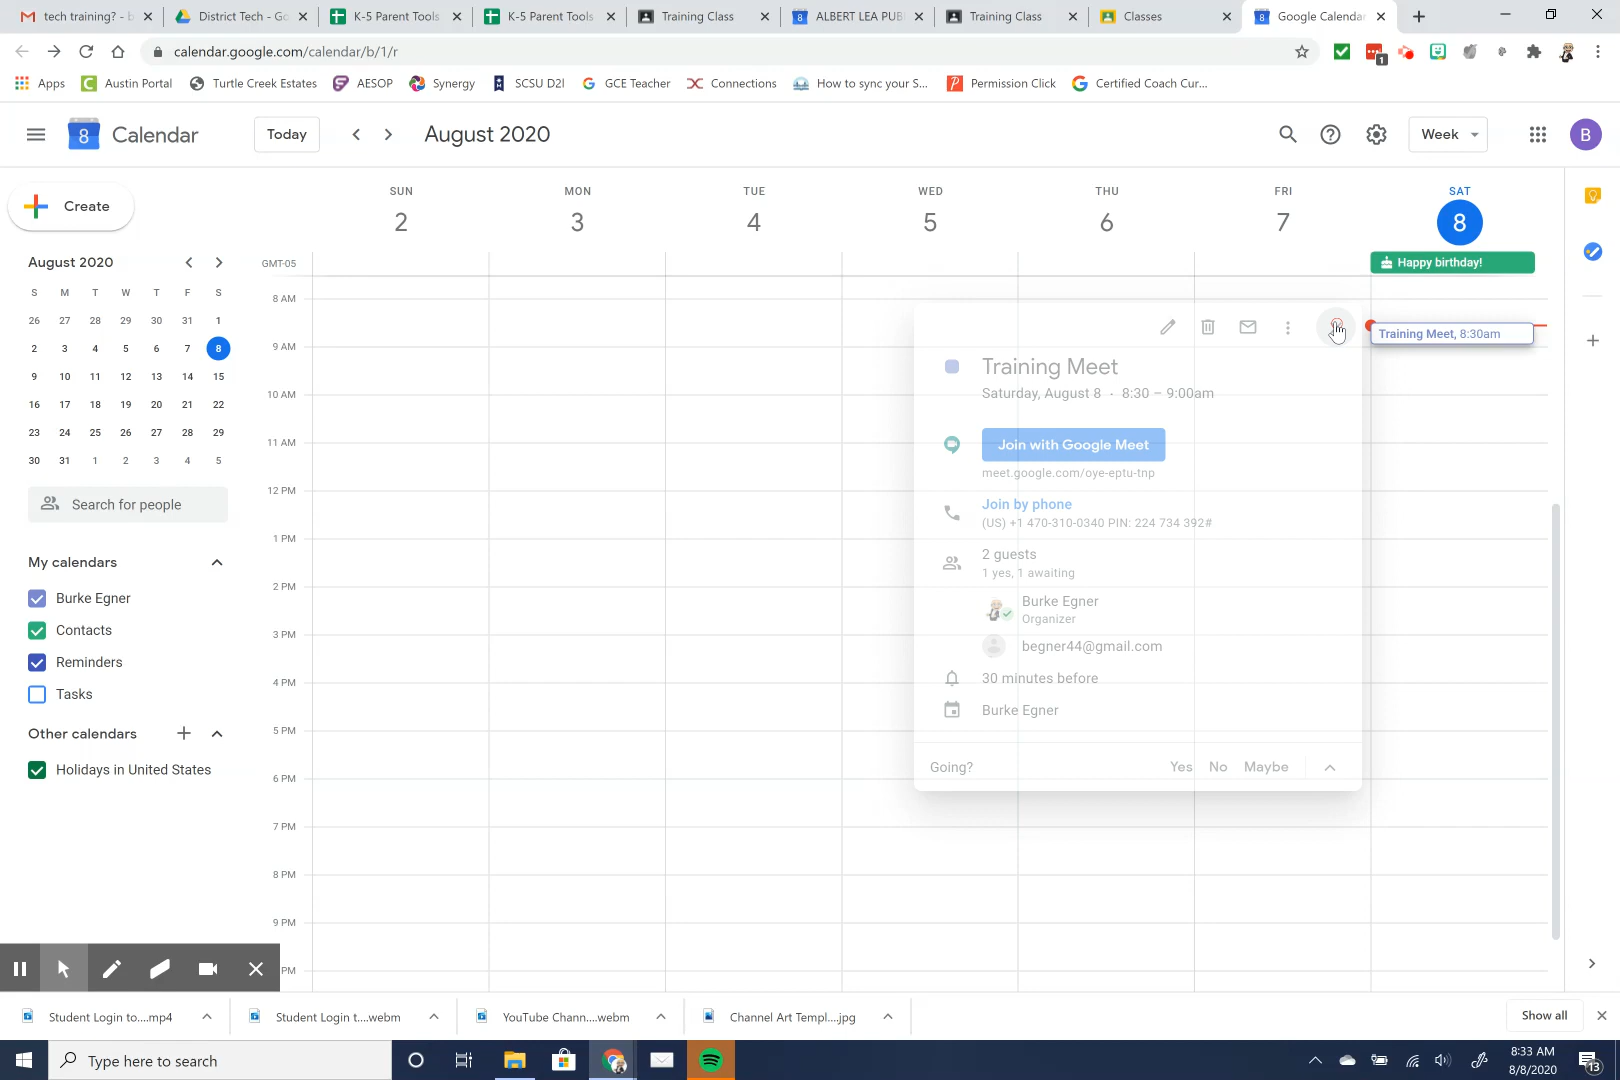 tech training? - b
District Tech - Go
K-5 Parent Tools
K-5 Parent Tools
Training Class
ALBERT LEA PUB
Training Class
Classes
Google Calendar
calendar.google.com/calendar/b/1/r
1
Apps
Austin Portal
Turtle Creek Estates
AESOP
Synergy
SCSU D2l
GCE Teacher
Connections
How to sync your S...
Permission Click
Certified Coach Cur...
8
Calendar
Today
August 2020
Week
B
Create
SUN
MON
TUE
WED
THU
FRI
SAT
2
3
4
5
6
7
8
August 2020
GMT-05
Happy birthday!
S M T W T F S
26 27 28 29 30 31 1
2 3 4 5 6 7 8
9 10 11 12 13 14 15
16 17 18 19 20 21 22
23 24 25 26 27 28 29
30 31 1 2 3 4 5
Search for people
My calendars
Burke Egner
Contacts
Reminders
Tasks
Other calendars
Holidays in United States
8 AM
9 AM
10 AM
11 AM
12 PM
1 PM
2 PM
3 PM
4 PM
5 PM
6 PM
7 PM
8 PM
9 PM
PM
Training Meet, 8:30am
Training Meet
Saturday, August 8 · 8:30 – 9:00am
Join with Google Meet
meet.google.com/oye-eptu-tnp
Join by phone
(US) +1 470-310-0340 PIN: 224 734 392#
2 guests
1 yes, 1 awaiting
Burke Egner
Organizer
begner44@gmail.com
30 minutes before
Burke Egner
Going?
Yes
No
Maybe
Student Login to....mp4
Student Login t....webm
YouTube Chann....webm
Channel Art Templ....jpg
Show all
Type here to search
8:33 AM
8/8/2020
13